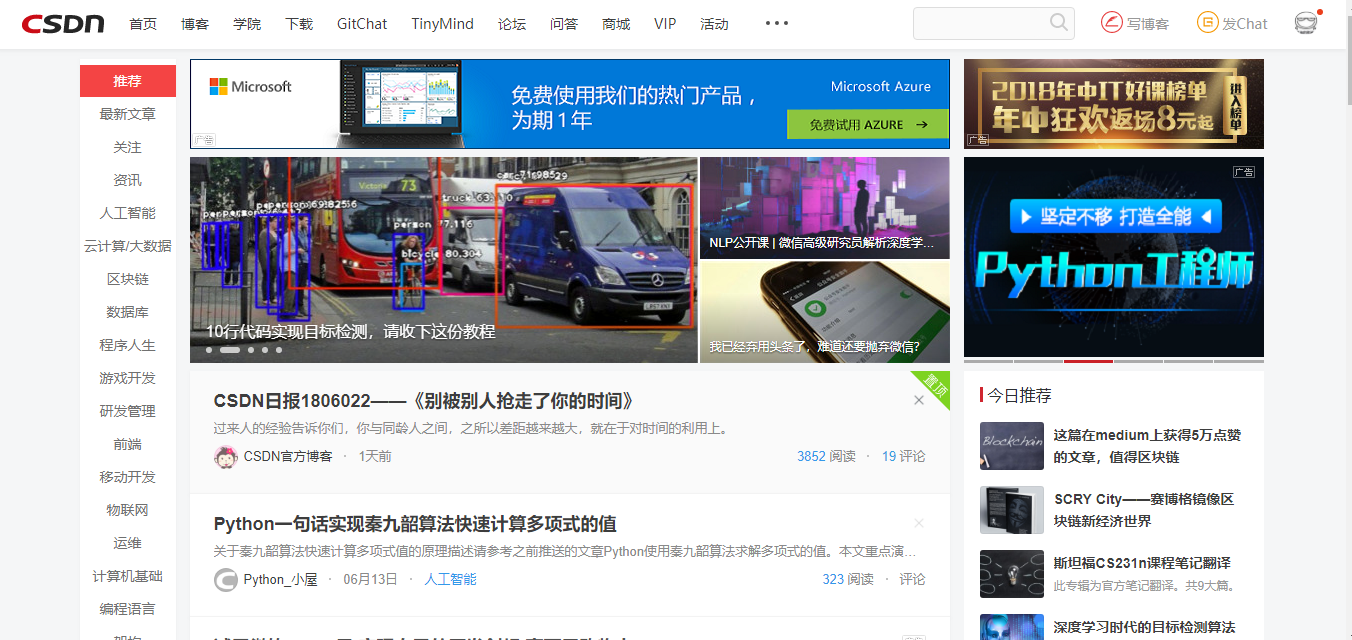 CSDN 首页 博客 学院 下载 GitChat TinyMind 论坛 问答 商城 VIP 活动 ••• 写博客 发Chat
推荐
最新文章
关注
资讯
人工智能
云计算/大数据
区块链
数据库
程序人生
游戏开发
研发管理
前端
移动开发
物联网
运维
计算机基础
编程语言
Microsoft
免费使用我们的热门产品，
为期 1 年
Microsoft Azure
免费试用 AZURE →
广告
2018年中IT好课榜单
年中狂欢返场8元起
进入榜单
广告
Victoria 73
truck
person 77.116
bicycle 80.304
10行代码实现目标检测，请收下这份教程
NLP公开课 | 微信高级研究员解析深度学...
我已经弃用头条了，难道还要抛弃微信？
广告
坚定不移 打造全能
Python工程师
置顶
CSDN日报1806022——《别被别人抢走了你的时间》
过来人的经验告诉你们，你与同龄人之间，之所以差距越来越大，就在于对时间的利用上。
CSDN官方博客 · 1天前 3852 阅读 · 19 评论
Python一句话实现秦九韶算法快速计算多项式的值
关于秦九韶算法快速计算多项式值的原理描述请参考之前推送的文章Python使用秦九韶算法求解多项式的值。本文重点演...
Python_小屋 · 06月13日 · 人工智能 323 阅读 · 评论
今日推荐
Blockchain
这篇在medium上获得5万点赞
的文章，值得区块链
SCRY City——赛博格镜像区
块链新经济世界
斯坦福CS231n课程笔记翻译
此专辑为官方笔记翻译。共9大篇。
深度学习时代的目标检测算法